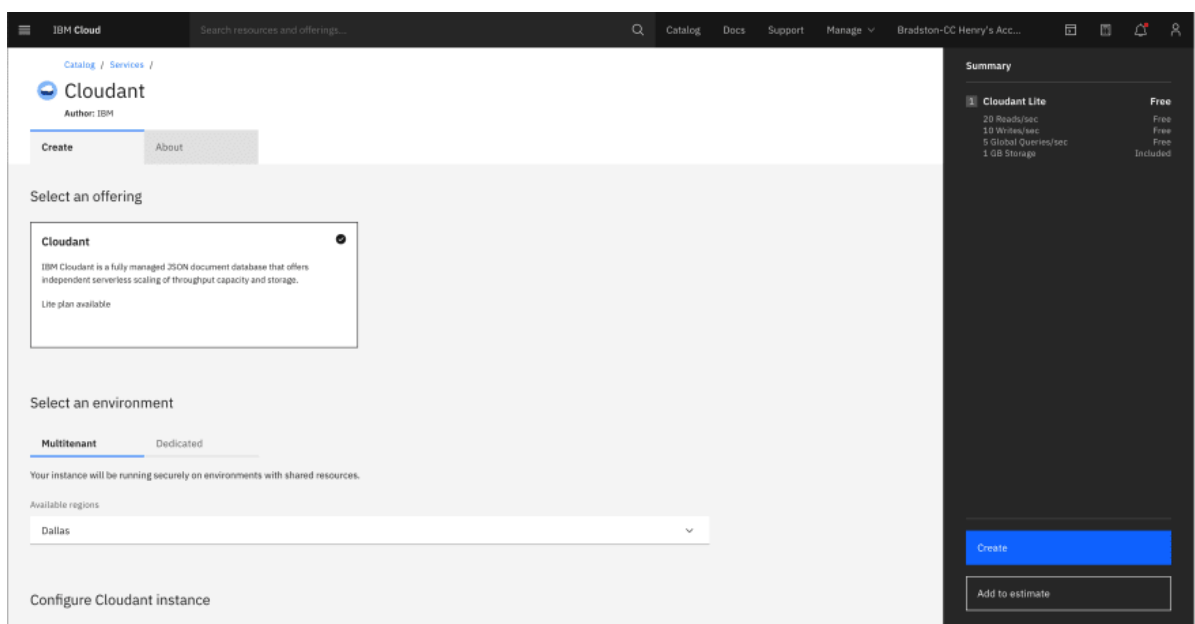 IBM Cloud
Search resources and offerings...
Catalog
Docs
Support
Manage
Bradston-CC Henry's Acc...
Catalog / Services /
Cloudant
Author: IBM
Create
About
Select an offering
Cloudant
IBM Cloudant is a fully managed JSON document database that offers
independent serverless scaling of throughput capacity and storage.
Lite plan available
Select an environment
Multitenant
Dedicated
Your instance will be running securely on environments with shared resources.
Available regions
Dallas
Configure Cloudant instance
Summary
1 Cloudant Lite Free
20 Reads/sec Free
10 Writes/sec Free
5 Global Queries/sec Free
1 GB Storage Included
Create
Add to estimate